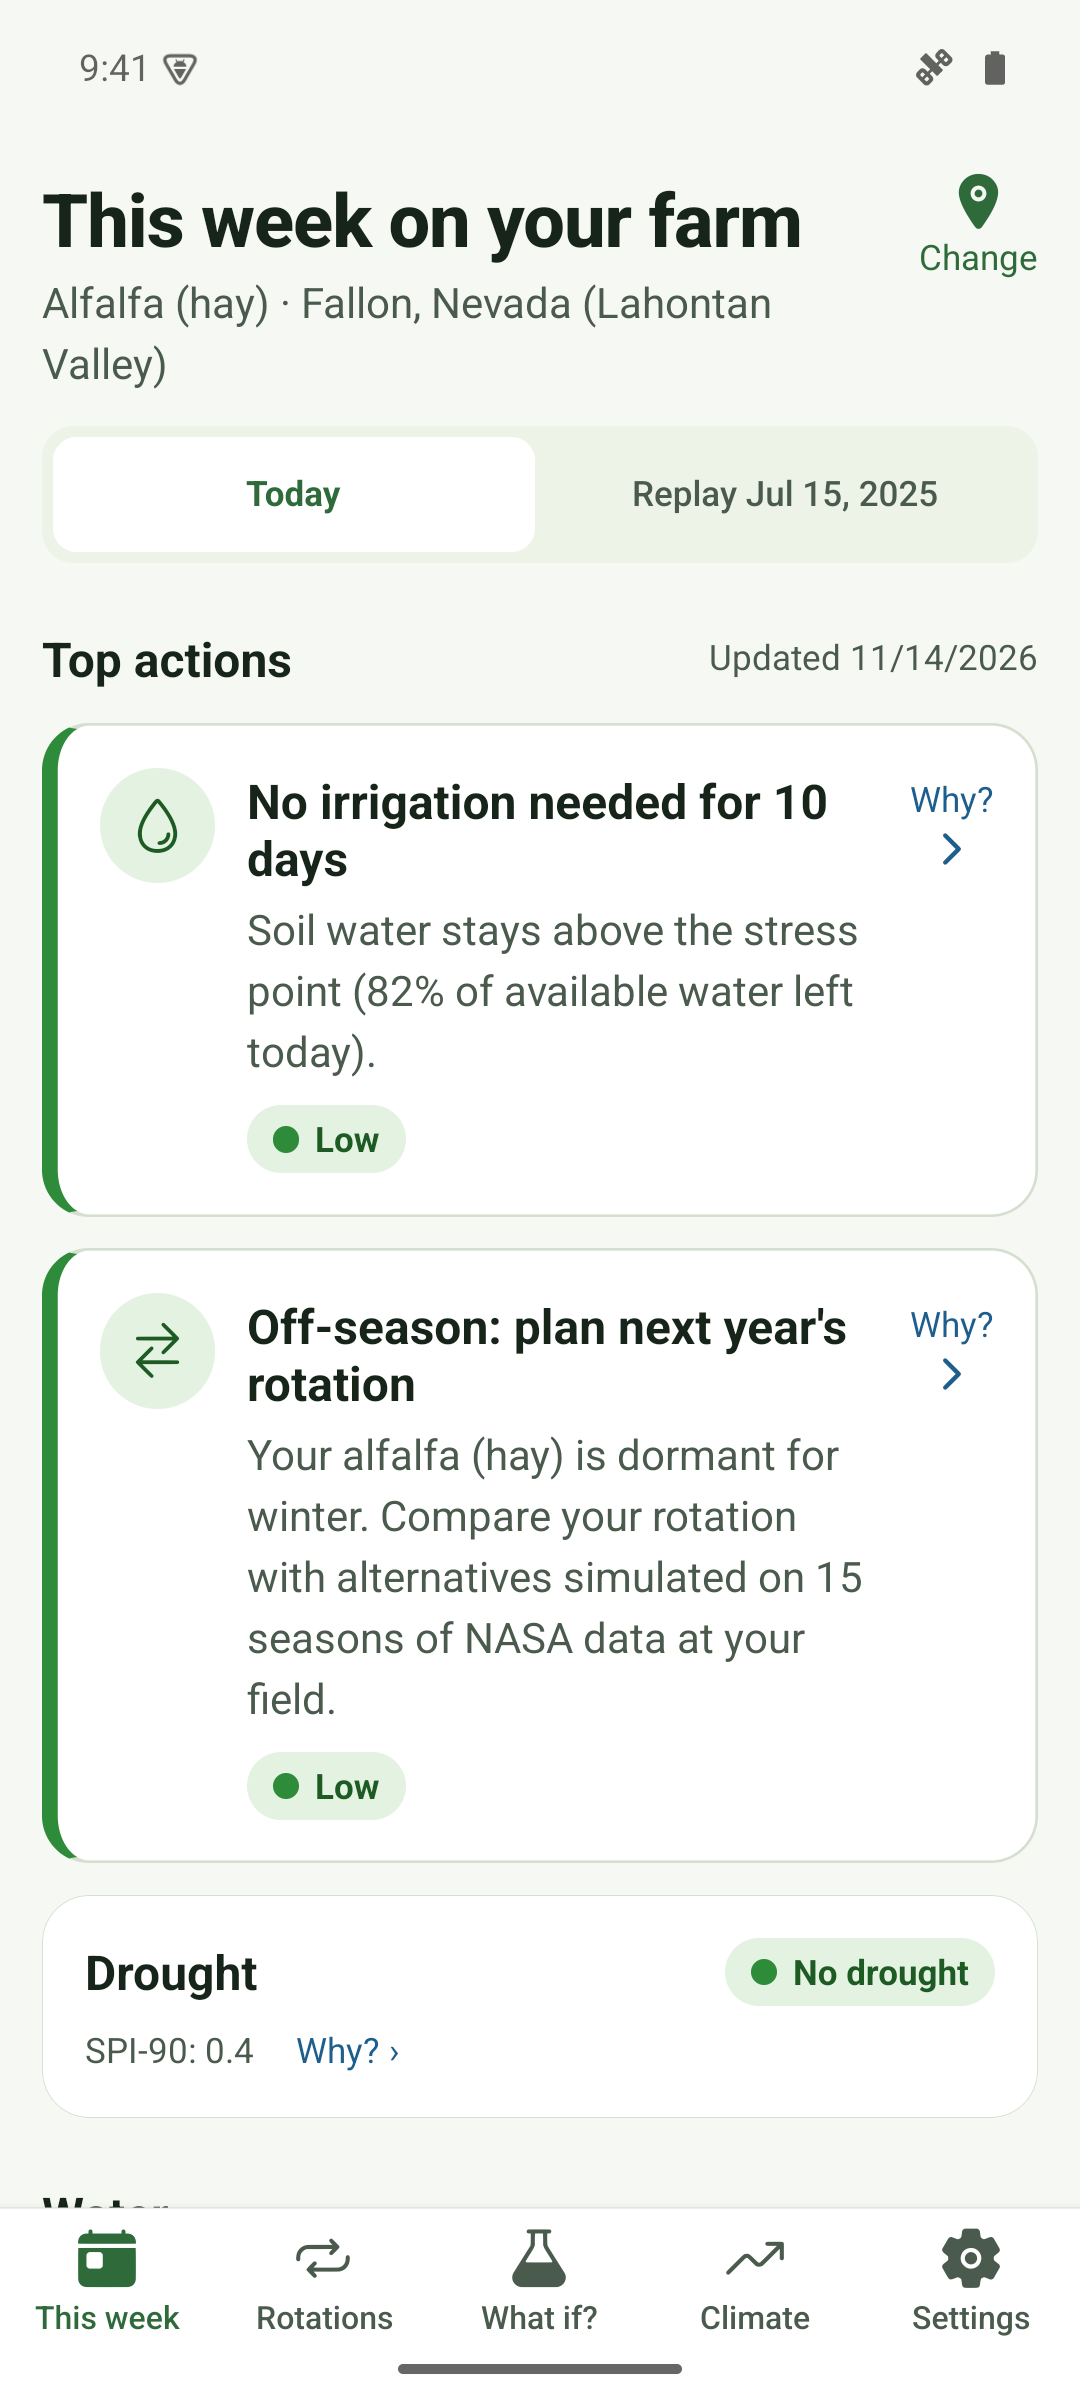 9:41
This week on your farm
Change
Alfalfa (hay) · Fallon, Nevada (Lahontan
Valley)
Today
Replay Jul 15, 2025
Top actions
Updated 11/14/2026
No irrigation needed for 10
days
Why?
Soil water stays above the stress
point (82% of available water left
today).
Low
Off-season: plan next year's
rotation
Why?
Your alfalfa (hay) is dormant for
winter. Compare your rotation
with alternatives simulated on 15
seasons of NASA data at your
field.
Low
Drought
No drought
SPI-90: 0.4
Why? ›
Water
This week
Rotations
What if?
Climate
Settings